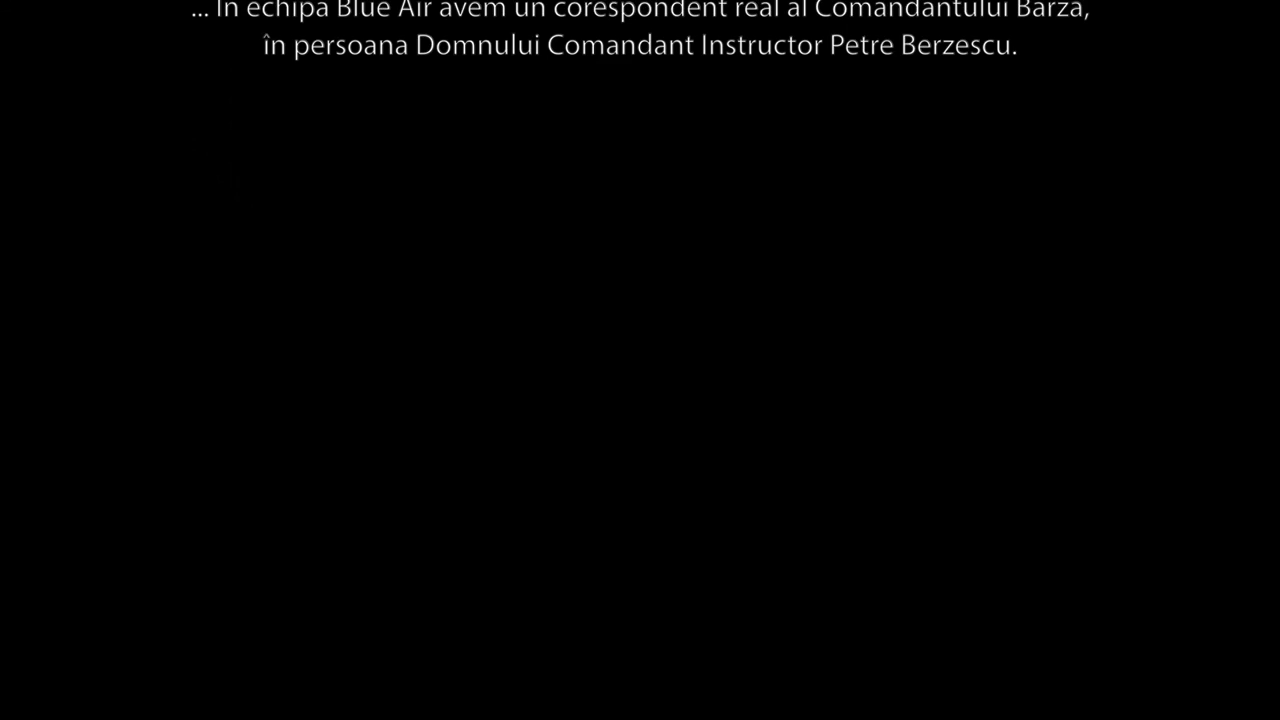 ... În echipa Blue Air avem un corespondent real al Comandantului Barză,
în persoana Domnului Comandant Instructor Petre Berzescu.